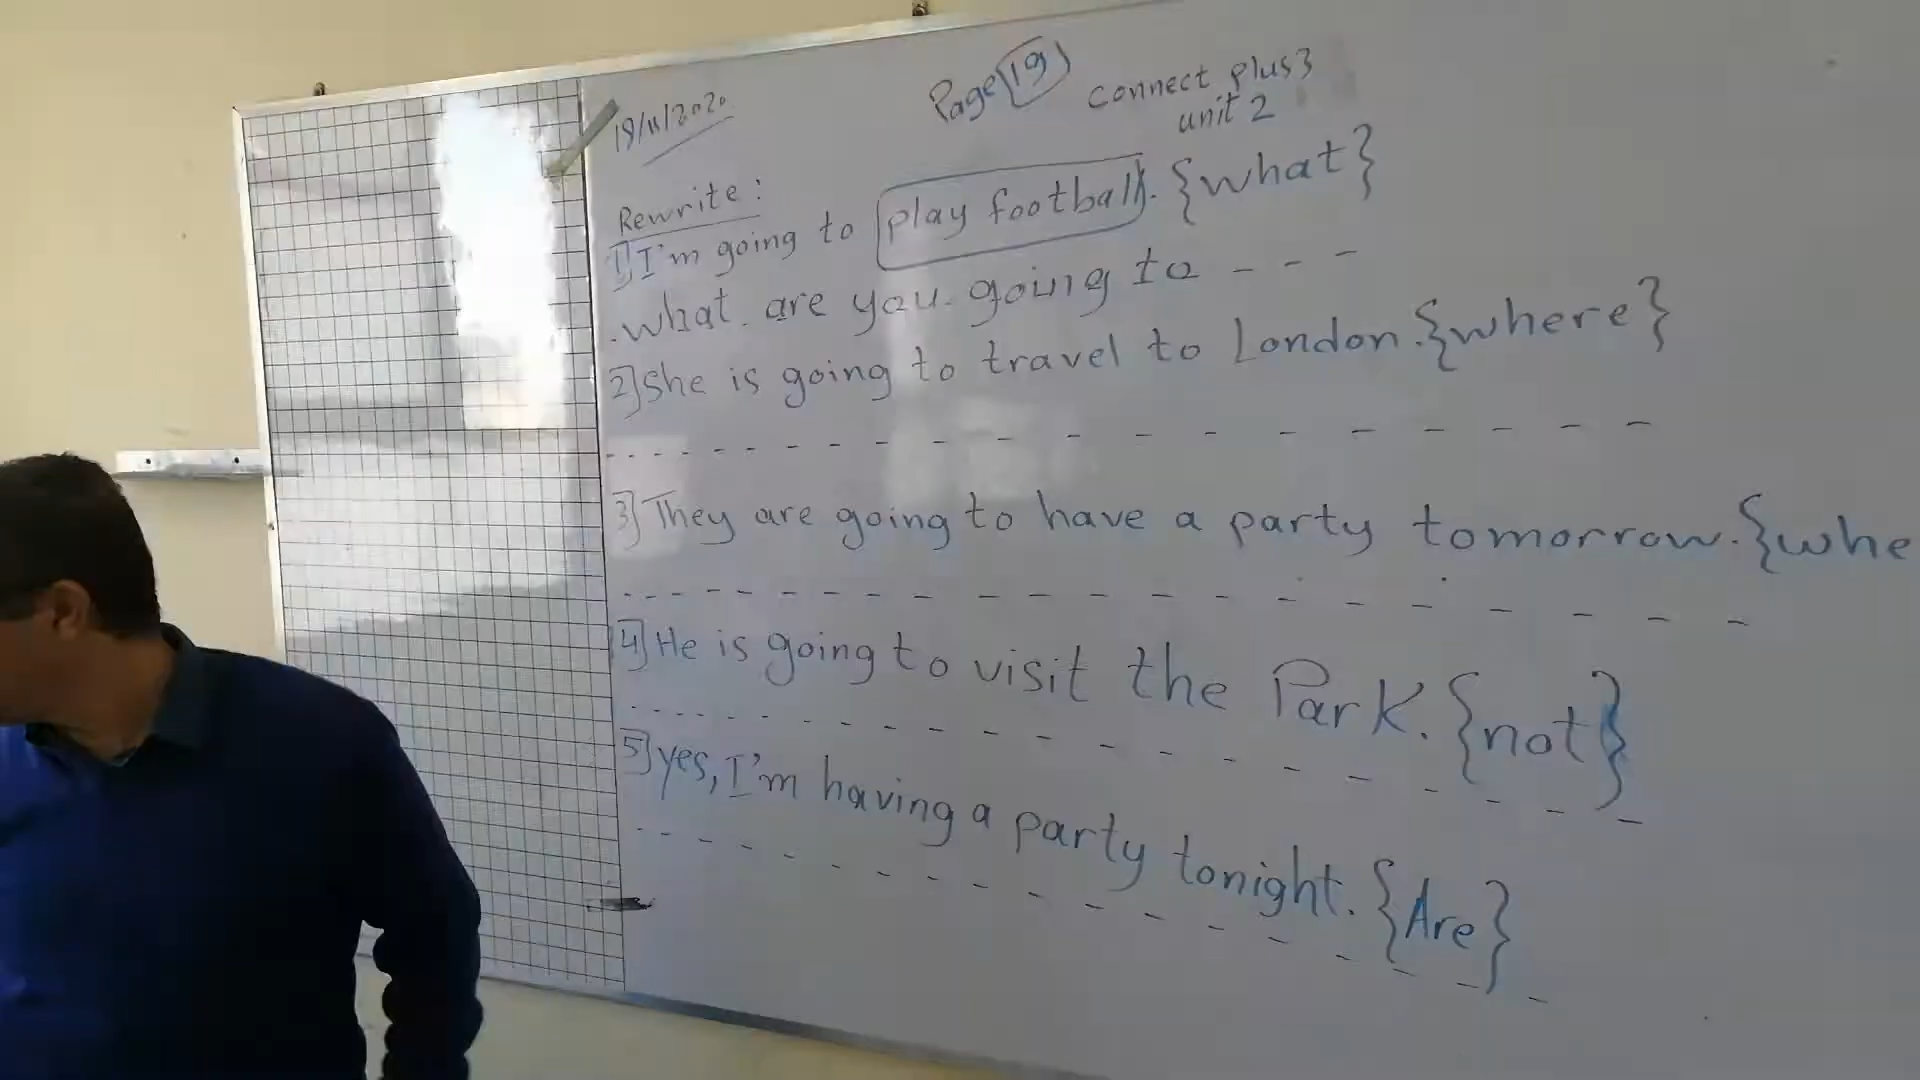 18/11/2020
Page 19
Connect plus 3
unit 2
Rewrite:
1] I'm going to play football. {what}
.what. are you. going to - - -
2] She is going to travel to London. {where}
3] They are going to have a party tomorrow. {whe
4] He is going to visit the Park. {not}
5] yes, I'm having a party tonight. {Are}